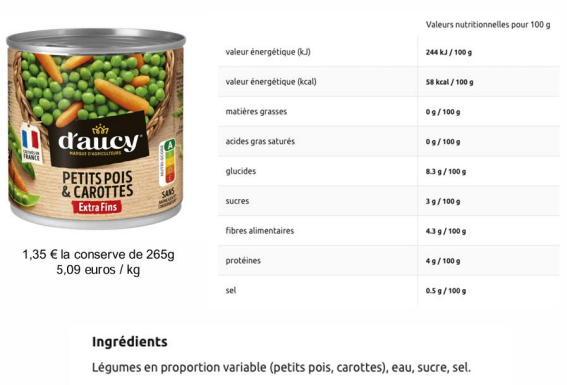 Valeurs nutritionnelles pour 100 g
valeur énergétique (kJ) 244 kJ / 100 g
valeur énergétique (kcal) 58 kcal / 100 g
matières grasses 0 g / 100 g
acides gras saturés 0 g / 100 g
glucides 8.3 g / 100 g
sucres 3 g / 100 g
fibres alimentaires 4.3 g / 100 g
protéines 4 g / 100 g
sel 0.5 g / 100 g
d'aucy
MARQUE D'AGRICULTEURS
FRANCE
NUTRI-SCORE
A
PETITS POIS
& CAROTTES
Extra Fins
SANS
1,35 € la conserve de 265g
5,09 euros / kg
Ingrédients
Légumes en proportion variable (petits pois, carottes), eau, sucre, sel.